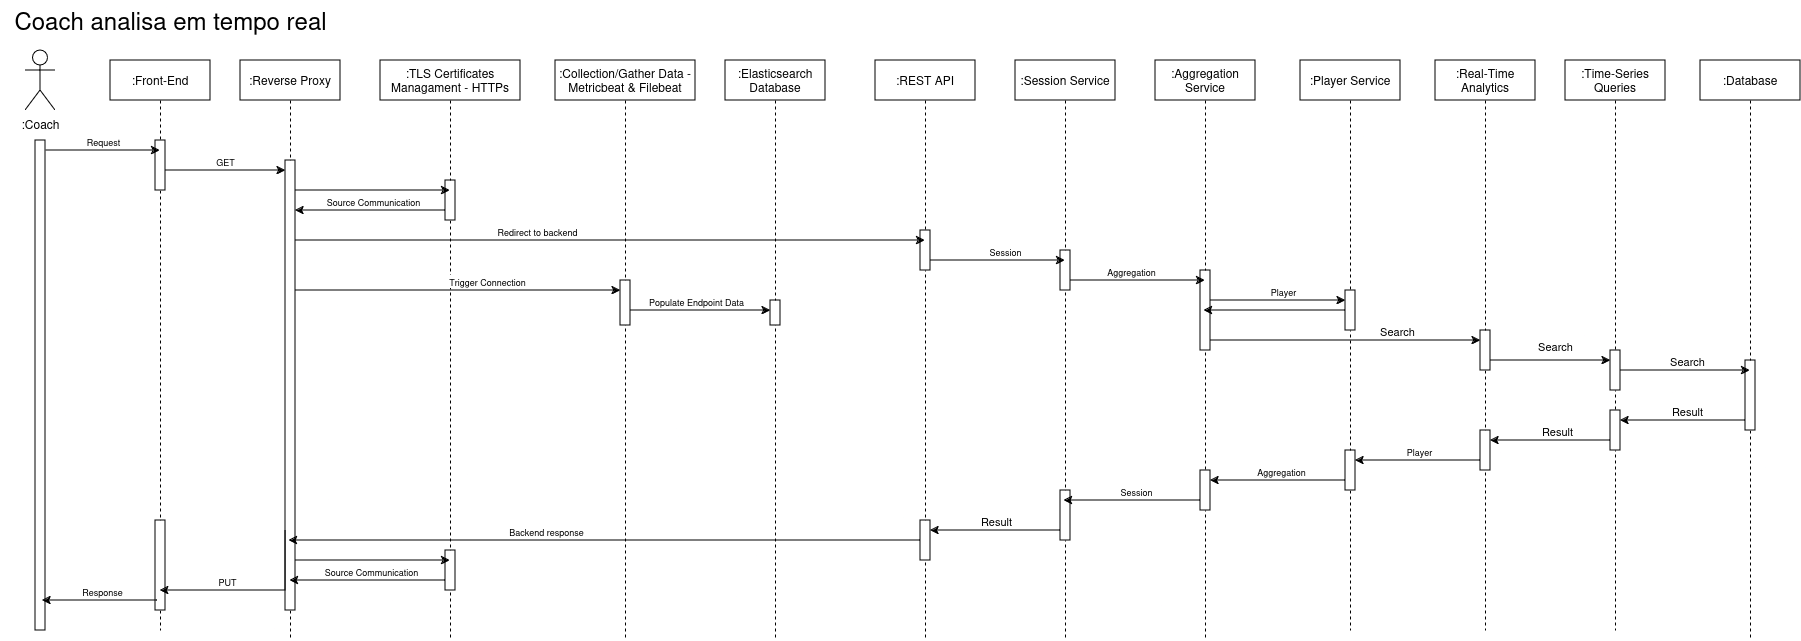 Coach analisa em tempo real
:Coach
:Front-End
:Reverse Proxy
:TLS Certificates
Managament - HTTPs
:Collection/Gather Data -
Metricbeat & Filebeat
:Elasticsearch
Database
:REST API
:Session Service
:Aggregation
Service
:Player Service
:Real-Time
Analytics
:Time-Series
Queries
:Database
Request
GET
Source Communication
Redirect to backend
Session
Aggregation
Trigger Connection
Player
Populate Endpoint Data
Search
Search
Search
Result
Result
Player
Aggregation
Session
Result
Backend response
Source Communication
PUT
Response